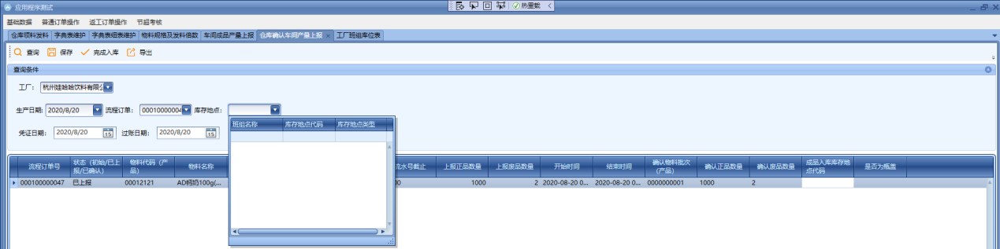 应用程序测试
热重载
基础数据 普通订单操作 返工订单操作 节超考核
仓库领料发料 字典表维护 字典表细表维护 物料规格及发料倍数 车间成品产量上报 仓库确认车间产量上报 工厂班组库位表
查询 保存 完成入库 导出
查询条件
工厂： 杭州娃哈哈饮料有限公
生产日期: 2020/8/20 流程订单: 00010000004 库存地点:
班组名称 库存地点代码 库存地点类型
凭证日期: 2020/8/20 15 过账日期: 2020/8/20 15
流程订单号 状态（初始/已上报/已确认） 物料代码（产品） 物料名称 流水号截止 上报正品数量 上报废品数量 开始时间 结束时间 确认物料批次（产品） 确认正品数量 确认废品数量 成品入库库存地点代码 是否为瓶盖
000100000047 已上报 00012121 AD钙奶100g(... 00 1000 2 2020-08-20 0... 2020-08-20 0... 0000000001 1000 2